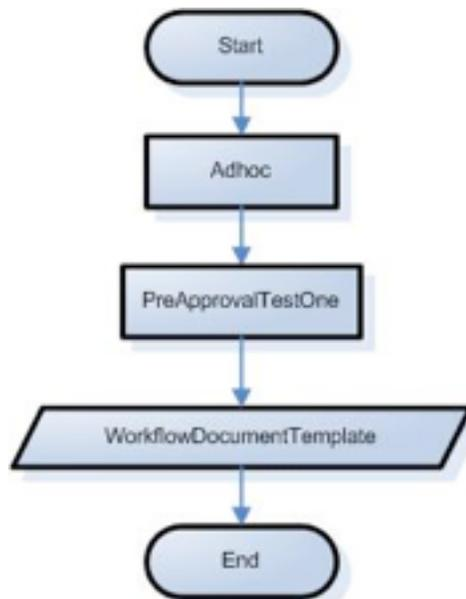 Start
Adhoc
PreApprovalTestOne
WorkflowDocumentTemplate
End